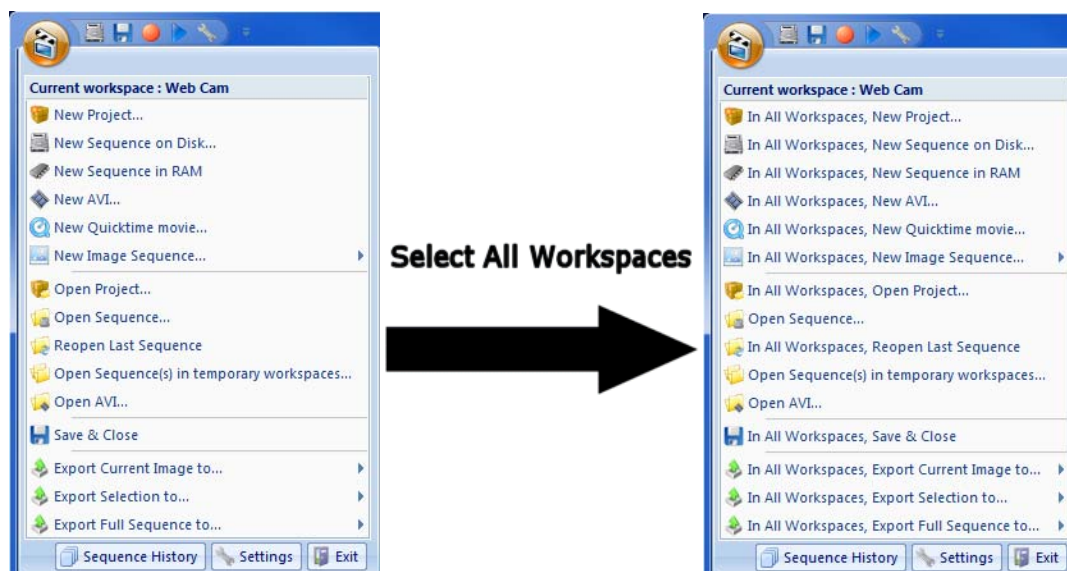 Current workspace : Web Cam
New Project...
New Sequence on Disk...
New Sequence in RAM
New AVI...
New Quicktime movie...
New Image Sequence...
Open Project...
Open Sequence...
Reopen Last Sequence
Open Sequence(s) in temporary workspaces...
Open AVI...
Save & Close
Export Current Image to...
Export Selection to...
Export Full Sequence to...
Sequence History Settings Exit
Select All Workspaces
Current workspace : Web Cam
In All Workspaces, New Project...
In All Workspaces, New Sequence on Disk...
In All Workspaces, New Sequence in RAM
In All Workspaces, New AVI...
In All Workspaces, New Quicktime movie...
In All Workspaces, New Image Sequence...
In All Workspaces, Open Project...
Open Sequence...
In All Workspaces, Reopen Last Sequence
Open Sequence(s) in temporary workspaces...
Open AVI...
In All Workspaces, Save & Close
In All Workspaces, Export Current Image to...
In All Workspaces, Export Selection to...
In All Workspaces, Export Full Sequence to...
Sequence History Settings Exit